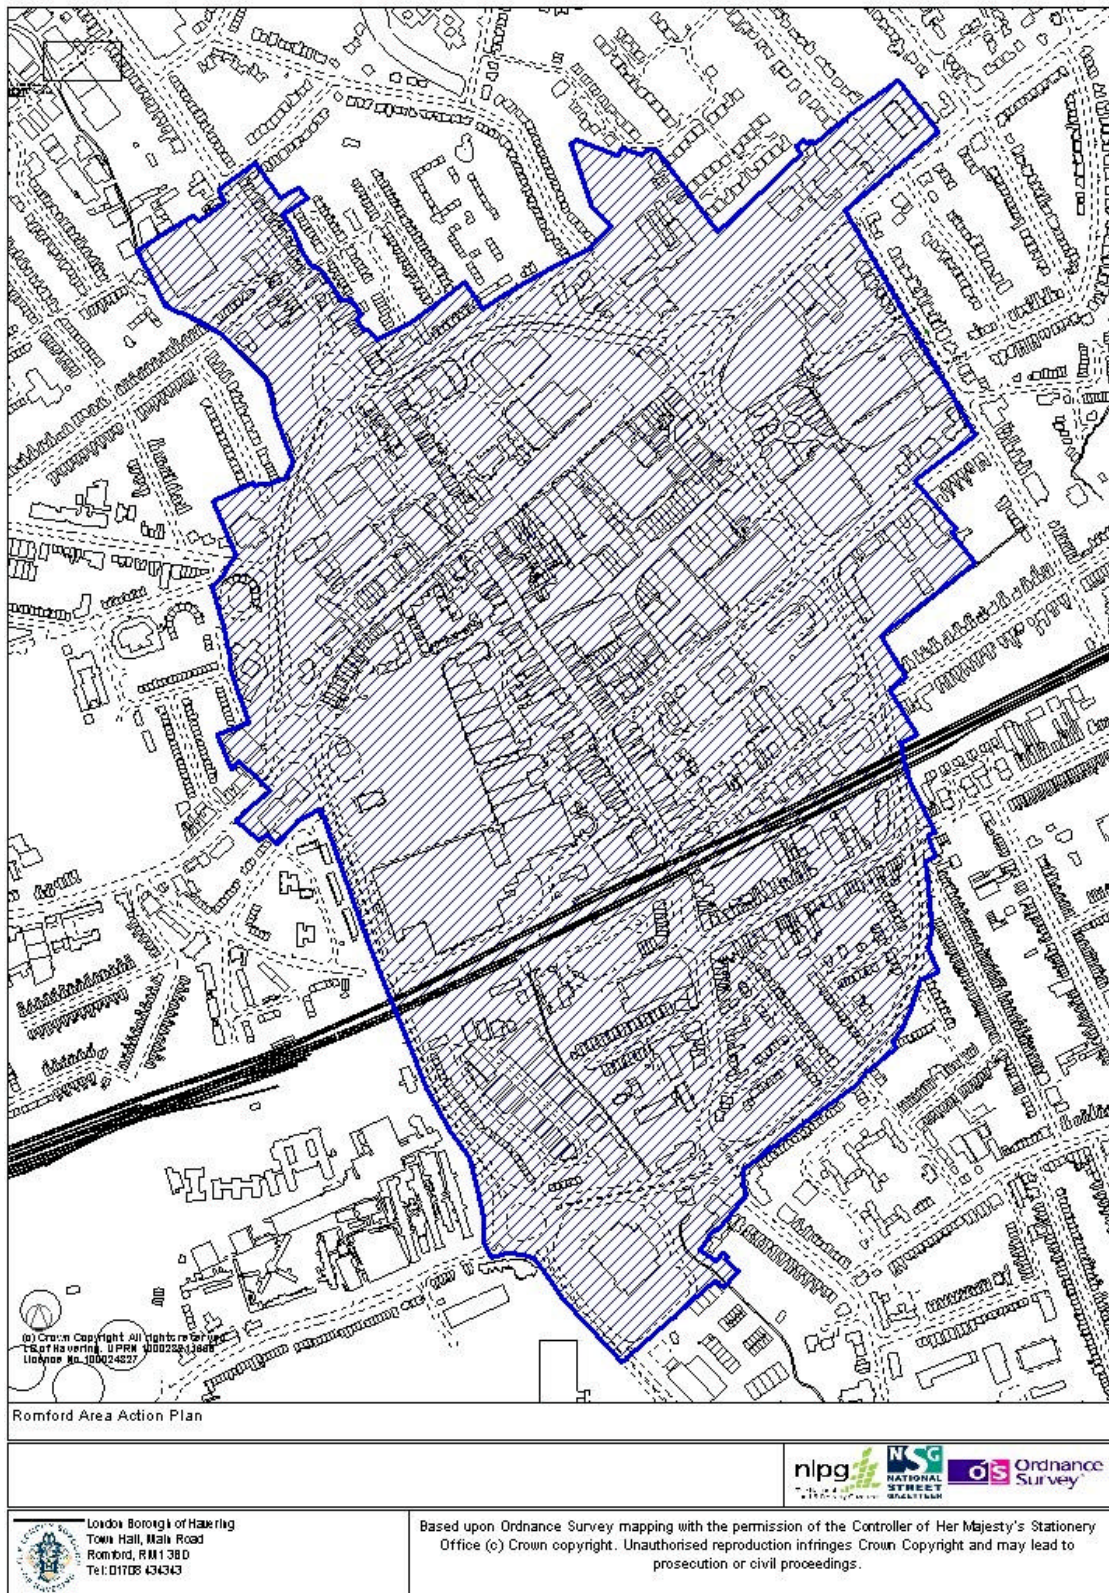 (c) Crown Copyright. All rights reserved.
LB of Havering. UPRN
Licence No. 100024327
Romford Area Action Plan
nlpg
NSG
NATIONAL
STREET
GAZETTEER
OS Ordnance
Survey
London Borough of Havering
Town Hall, Main Road
Romford, RM1 3BD
Tel: 01708 434343
Based upon Ordnance Survey mapping with the permission of the Controller of Her Majesty's Stationery
Office (c) Crown copyright. Unauthorised reproduction infringes Crown Copyright and may lead to
prosecution or civil proceedings.